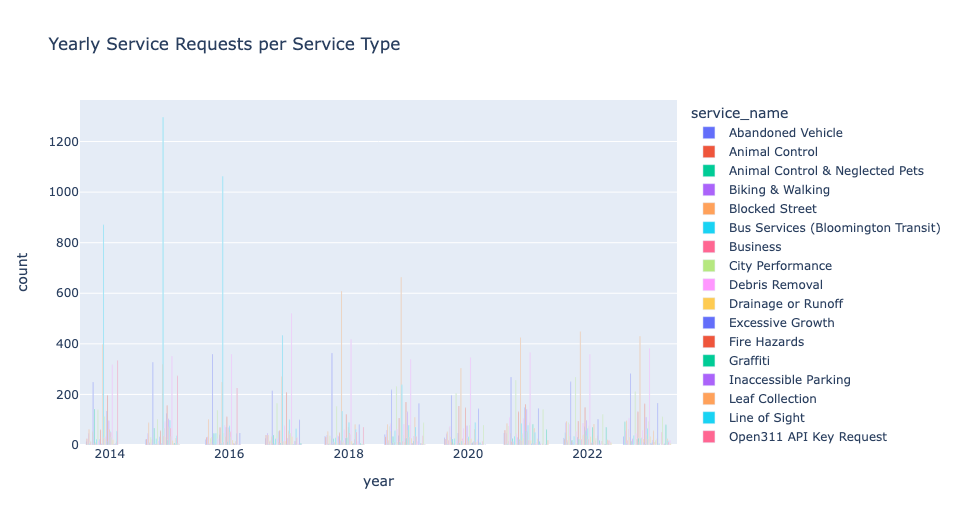 Yearly Service Requests per Service Type
service_name
Abandoned Vehicle
Animal Control
Animal Control & Neglected Pets
Biking & Walking
Blocked Street
Bus Services (Bloomington Transit)
Business
City Performance
Debris Removal
Drainage or Runoff
Excessive Growth
Fire Hazards
Graffiti
Inaccessible Parking
Leaf Collection
Line of Sight
Open311 API Key Request
count
1200
1000
800
600
400
200
0
2014 2016 2018 2020 2022
year